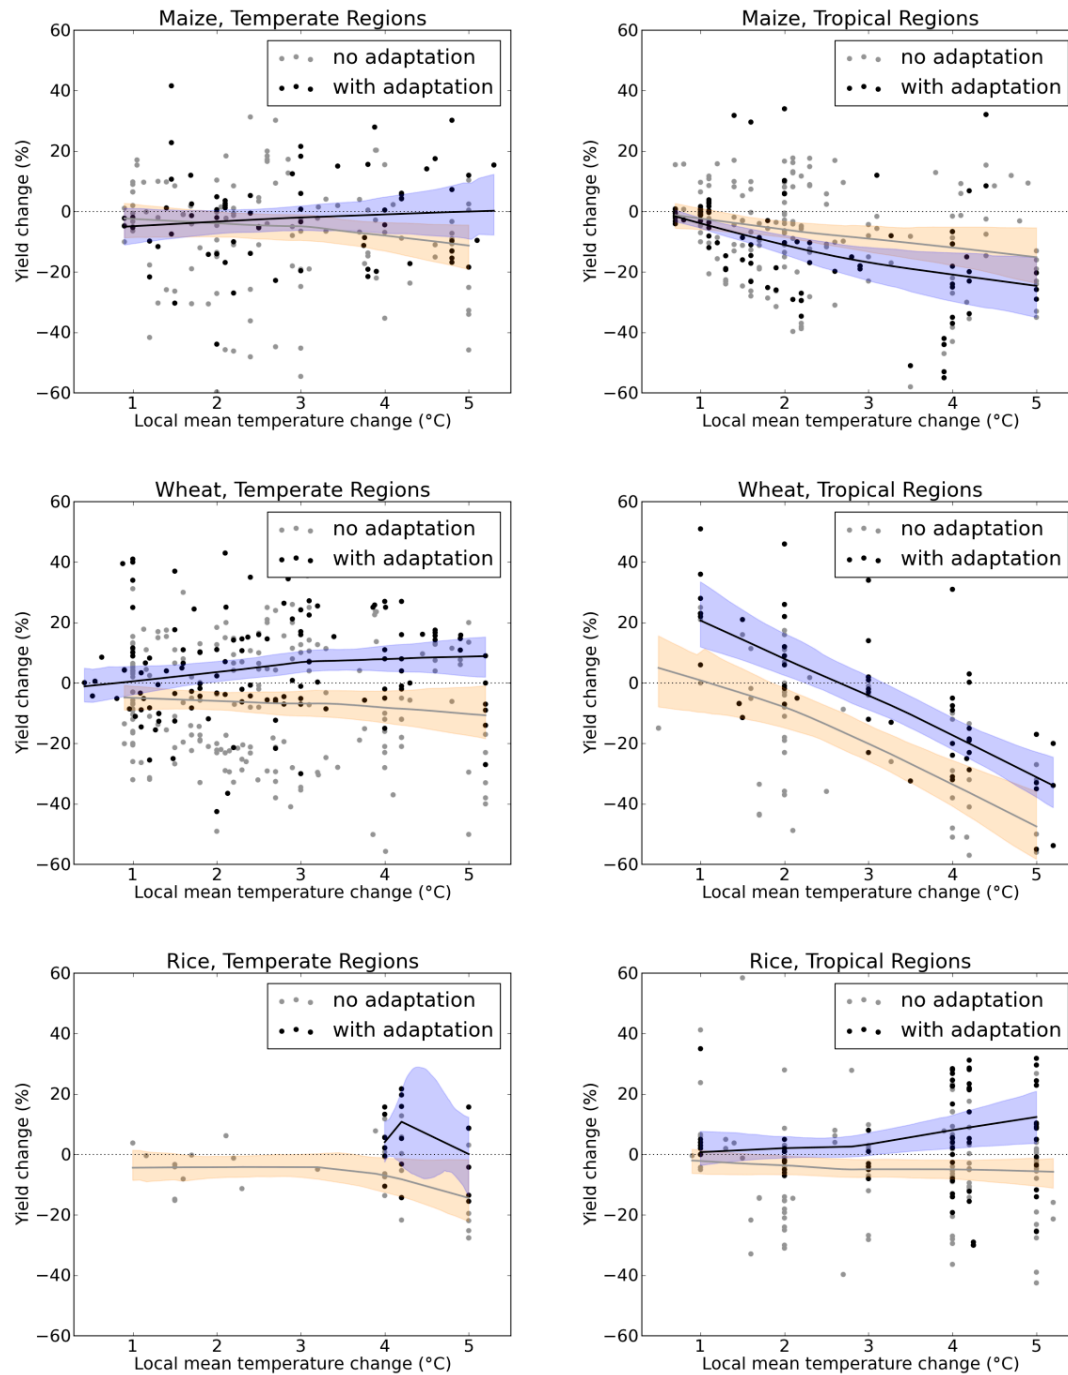 Maize, Temperate Regions
60
40
20
0
−20
−40
−60
Yield change (%)
no adaptation
with adaptation
1 2 3 4 5
Local mean temperature change (°C)
Maize, Tropical Regions
60
40
20
0
−20
−40
−60
Yield change (%)
no adaptation
with adaptation
1 2 3 4 5
Local mean temperature change (°C)
Wheat, Temperate Regions
60
40
20
0
−20
−40
−60
Yield change (%)
no adaptation
with adaptation
1 2 3 4 5
Local mean temperature change (°C)
Wheat, Tropical Regions
60
40
20
0
−20
−40
−60
Yield change (%)
no adaptation
with adaptation
1 2 3 4 5
Local mean temperature change (°C)
Rice, Temperate Regions
60
40
20
0
−20
−40
−60
Yield change (%)
no adaptation
with adaptation
1 2 3 4 5
Local mean temperature change (°C)
Rice, Tropical Regions
60
40
20
0
−20
−40
−60
Yield change (%)
no adaptation
with adaptation
1 2 3 4 5
Local mean temperature change (°C)